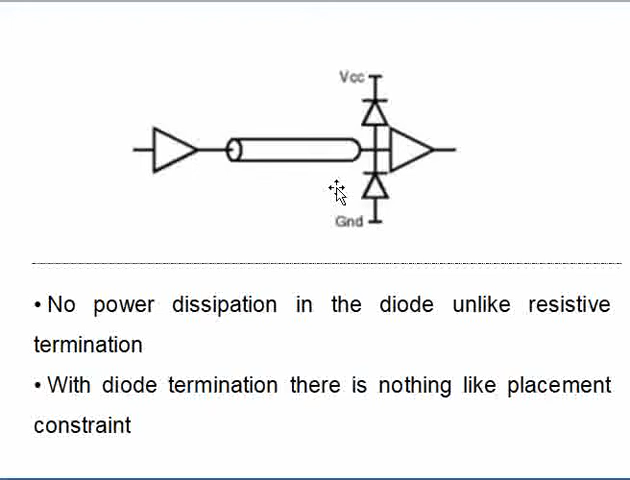 Vcc
Gnd
• No power dissipation in the diode unlike resistive
termination
• With diode termination there is nothing like placement
constraint